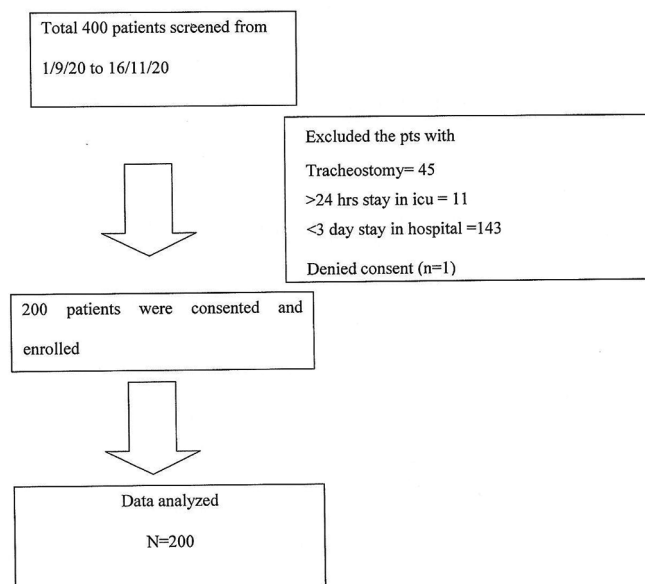 Total 400 patients screened from
1/9/20 to 16/11/20
Excluded the pts with
Tracheostomy= 45
>24 hrs stay in icu = 11
<3 day stay in hospital =143
Denied consent (n=1)
200 patients were consented and
enrolled
Data analyzed
N=200